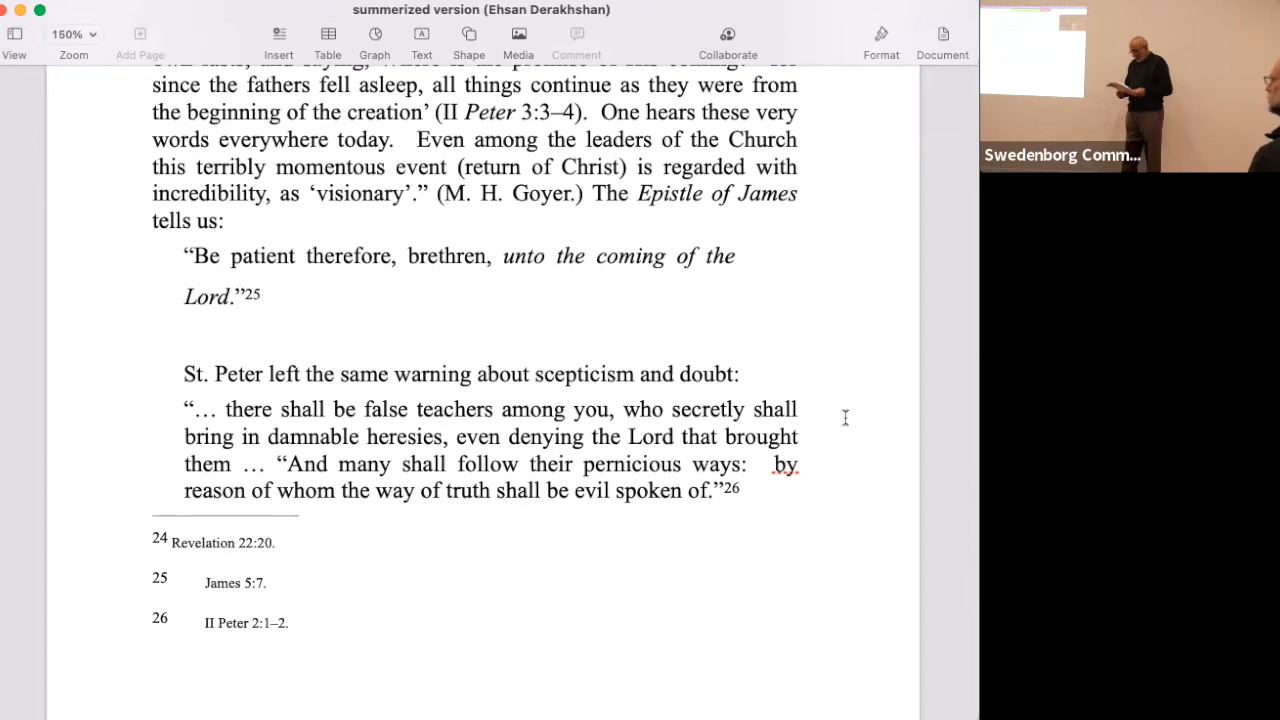 summerized version (Ehsan Derakhshan)
150%
View
Zoom
Add Page
Insert
Table
Graph
Text
Shape
Media
Comment
Collaborate
Format
Document
since the fathers fell asleep, all things continue as they were from
the beginning of the creation’ (II Peter 3:3–4). One hears these very
words everywhere today. Even among the leaders of the Church
this terribly momentous event (return of Christ) is regarded with
incredibility, as ‘visionary’.” (M. H. Goyer.) The Epistle of James
tells us:
“Be patient therefore, brethren, unto the coming of the
Lord.”25
St. Peter left the same warning about scepticism and doubt:
“… there shall be false teachers among you, who secretly shall
bring in damnable heresies, even denying the Lord that brought
them … “And many shall follow their pernicious ways: by
reason of whom the way of truth shall be evil spoken of.”26
24 Revelation 22:20.
25 James 5:7.
26 II Peter 2:1–2.
Swedenborg Comm...